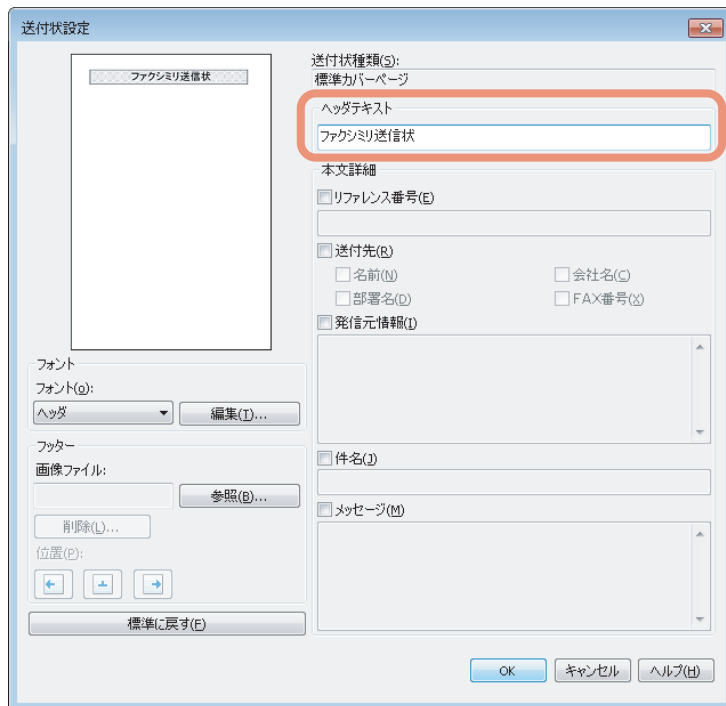 送付状設定
ファクシミリ送信状
送付状種類(S):
標準カバーページ
ヘッダテキスト
ファクシミリ送信状
本文詳細
リファレンス番号(E)
送付先(R)
名前(N) 会社名(C)
部署名(D) FAX番号(X)
発信元情報(I)
件名(J)
メッセージ(M)
フォント
フォント(o):
ヘッダ 編集(T)...
フッター
画像ファイル:
参照(B)...
削除(L)...
位置(P):
標準に戻す(F)
OK キャンセル ヘルプ(H)